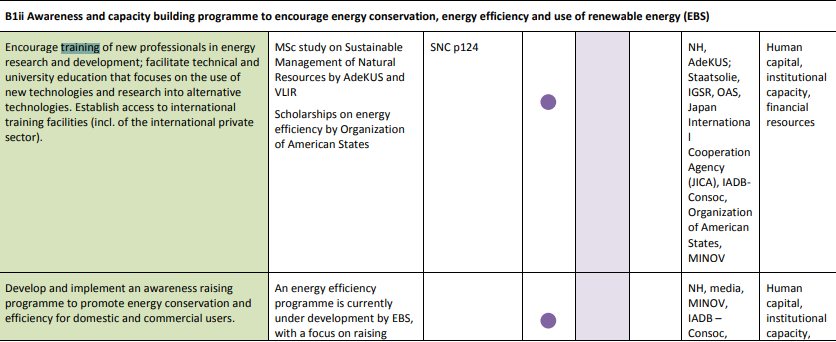 B1ii Awareness and capacity building programme to encourage energy conservation, energy efficiency and use of renewable energy (EBS)
Encourage training of new professionals in energy
research and development; facilitate technical and
university education that focuses on the use of
new technologies and research into alternative
technologies. Establish access to international
training facilities (incl. of the international private
sector).
MSc study on Sustainable
Management of Natural
Resources by AdeKUS and
VLIR
Scholarships on energy
efficiency by Organization
of American States
SNC p124
NH,
AdeKUS;
Staatsolie,
IGSR, OAS,
Japan
Internationa
l
Cooperation
Agency
(JICA), IADB-
Consoc,
Organization
of American
States,
MINOV
Human
capital,
institutional
capacity,
financial
resources
Develop and implement an awareness raising
programme to promote energy conservation and
efficiency for domestic and commercial users.
An energy efficiency
programme is currently
under development by EBS,
with a focus on raising
NH, media,
MINOV,
IADB –
Consoc,
Human
capital,
institutional
capacity,